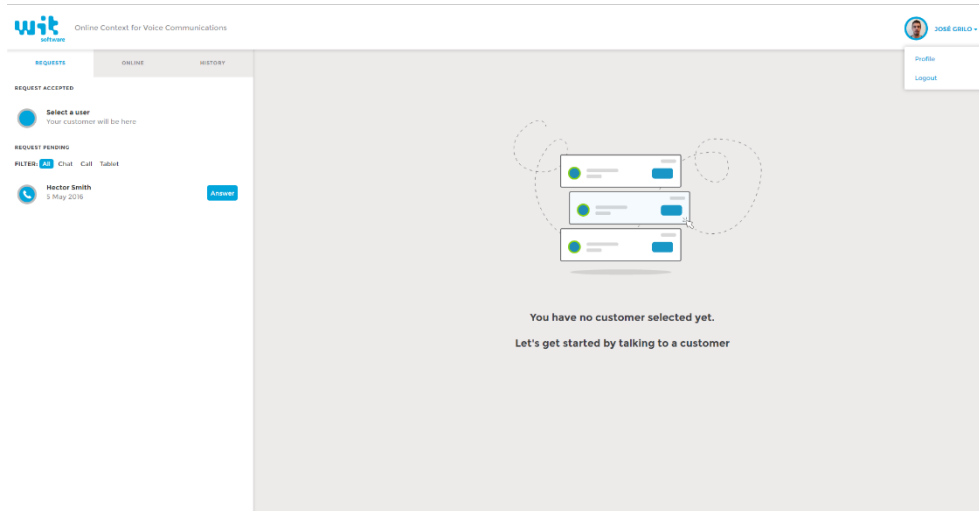 wit
software
Online Context for Voice Communications
JOSÉ GRILO
Profile
Logout
REQUESTS ONLINE HISTORY
REQUEST ACCEPTED
Select a user
Your customer will be here
REQUEST PENDING
FILTER: All Chat Call Tablet
Hector Smith
5 May 2016
Answer
You have no customer selected yet.
Let's get started by talking to a customer